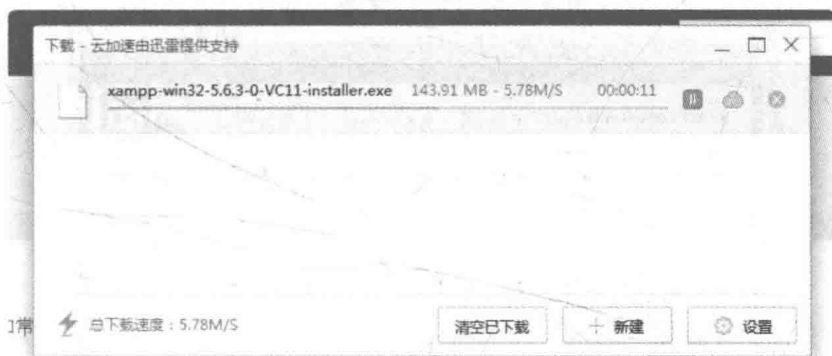 下载 - 云加速由迅雷提供支持
xampp-win32-5.6.3-0-VC11-installer.exe 143.91 MB - 5.78M/S 00:00:11
常
总下载速度：5.78M/S 清空已下载 新建 设置